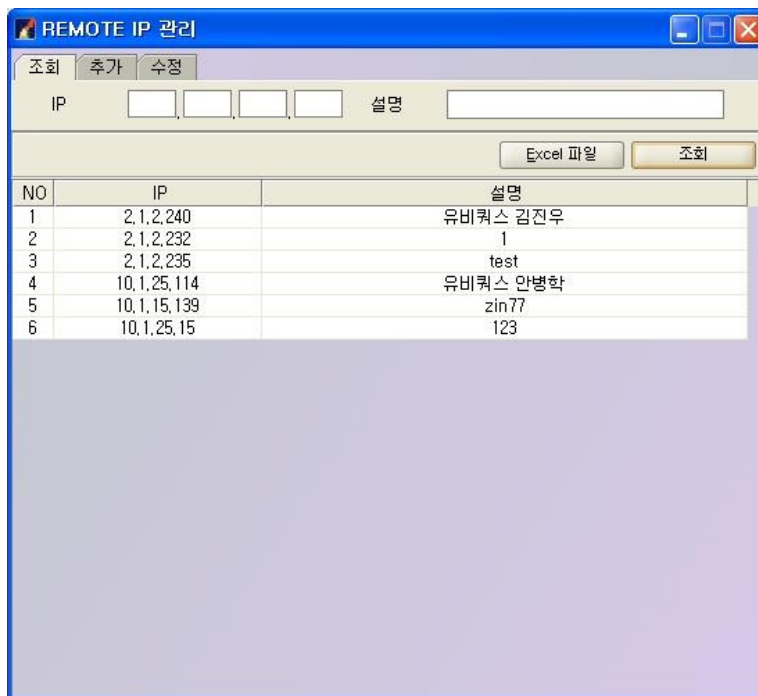 REMOTE IP 관리
조회 추가 수정
IP . . . 설명
Excel 파일 조회
NO IP 설명
1 2.1.2.240 유비쿼스 김진우
2 2.1.2.232 1
3 2.1.2.235 test
4 10.1.25.114 유비쿼스 안병학
5 10.1.15.139 zin77
6 10.1.25.15 123